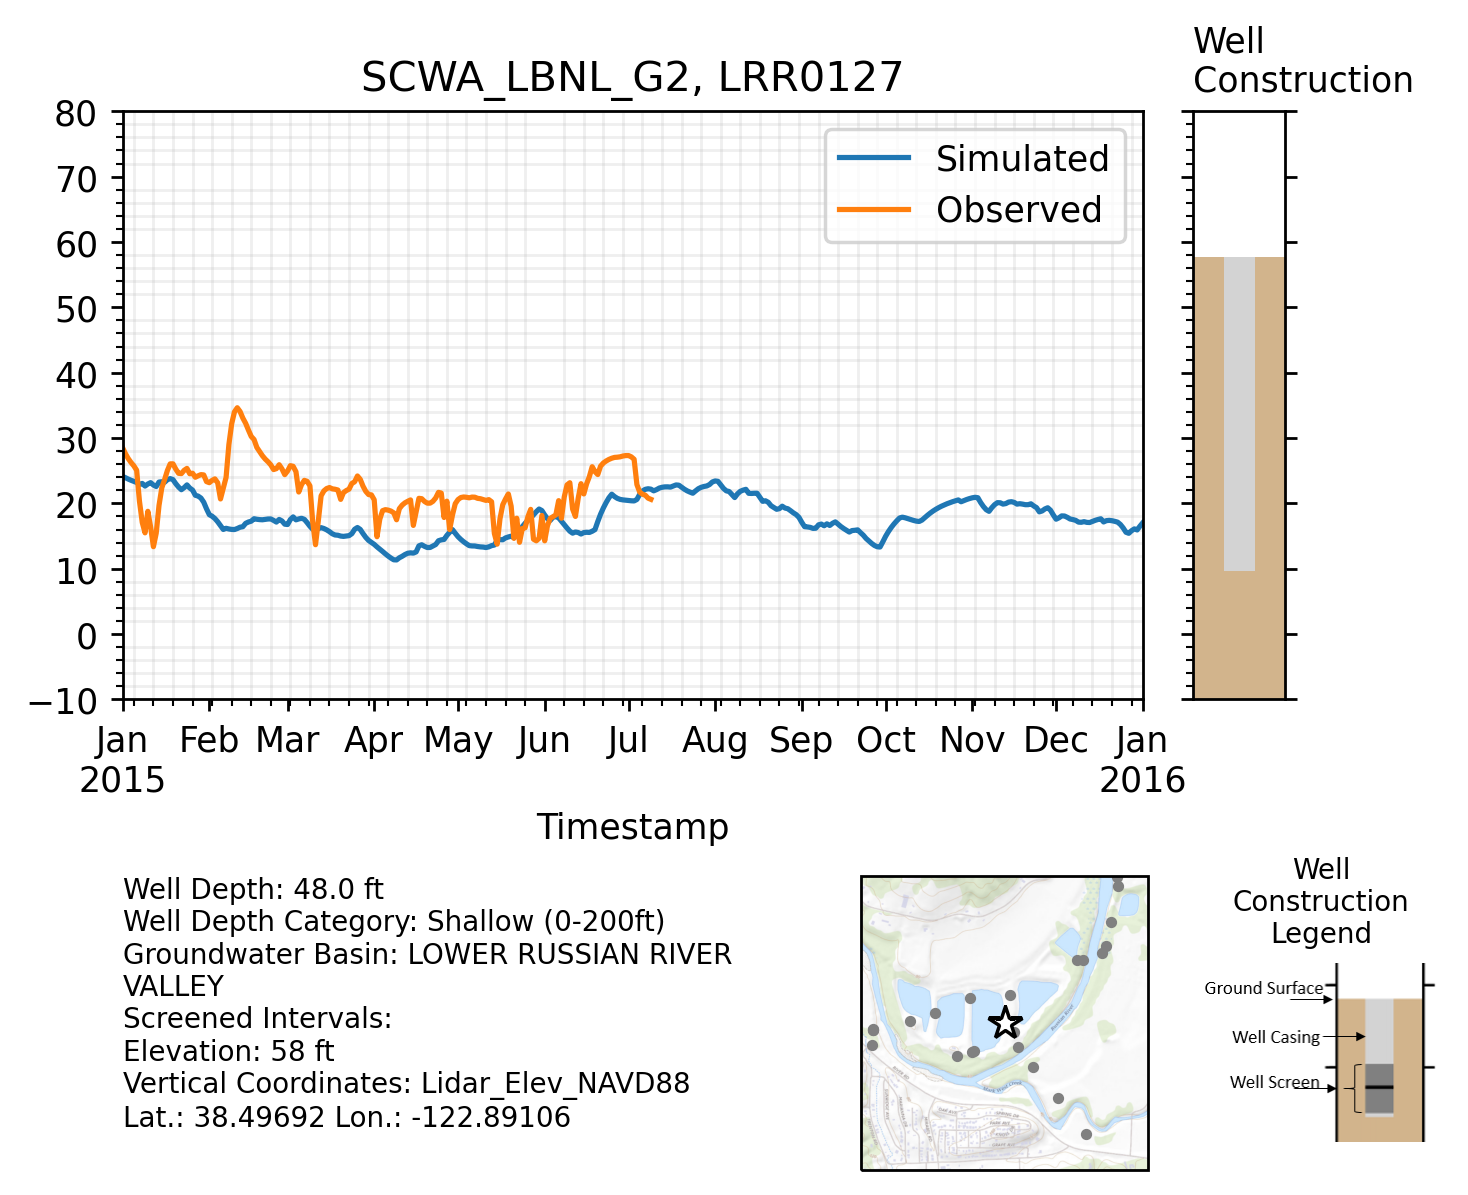 Well
Construction
SCWA_LBNL_G2, LRR0127
80
70
60
50
40
30
20
10
0
−10
Simulated
Observed
Jan Feb Mar Apr May Jun Jul Aug Sep Oct Nov Dec Jan
2015 2016
Timestamp
Well Depth: 48.0 ft
Well Depth Category: Shallow (0-200ft)
Groundwater Basin: LOWER RUSSIAN RIVER
VALLEY
Screened Intervals:
Elevation: 58 ft
Vertical Coordinates: Lidar_Elev_NAVD88
Lat.: 38.49692 Lon.: -122.89106
Well
Construction
Legend
Ground Surface
Well Casing
Well Screen